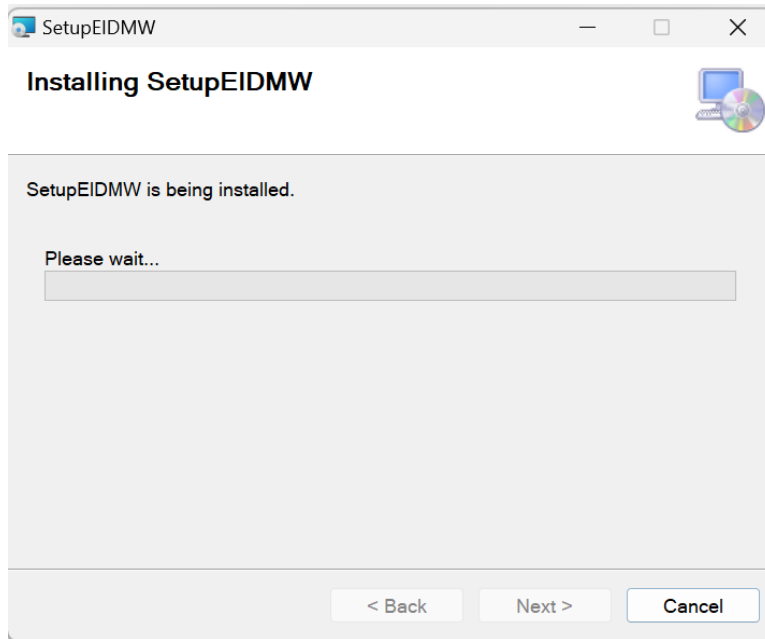 SetupEIDMW
Installing SetupEIDMW
SetupEIDMW is being installed.
Please wait...
< Back
Next >
Cancel